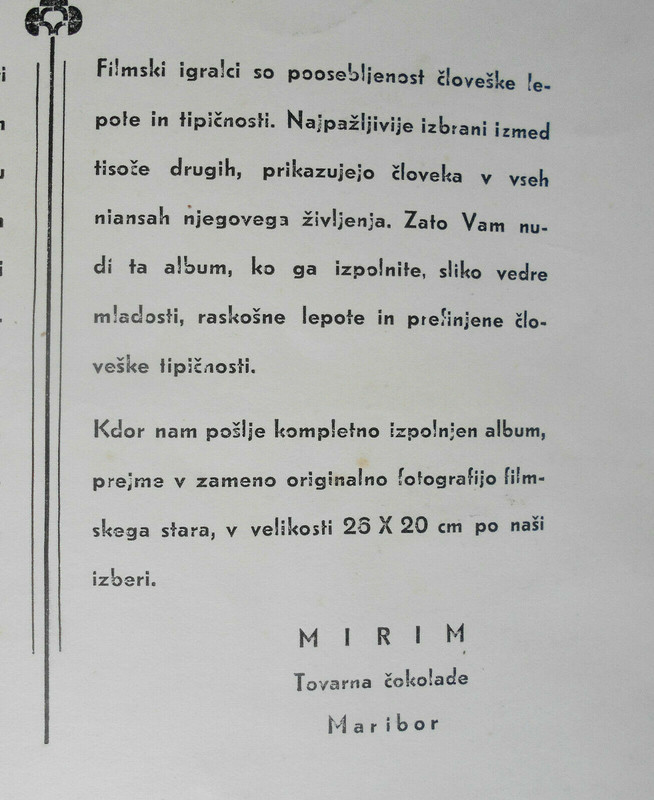 Filmski igralci so poosebljenost človeške le-
pote in tipičnosti. Najpažljivije izbrani izmed
tisoče drugih, prikazujejo človeka v vseh
niansah njegovega življenja. Zato Vam nu-
di ta album, ko ga izpolnite, sliko vedre
mladosti, raskošne lepote in prefinjene člo-
veške tipičnosti.
Kdor nam pošlje kompletno izpolnjen album,
prejme v zameno originalno fotografijo film-
skega stara, v velikosti 26 X 20 cm po naši
izberi.
MIRIM
Tovarna čokolade
Maribor